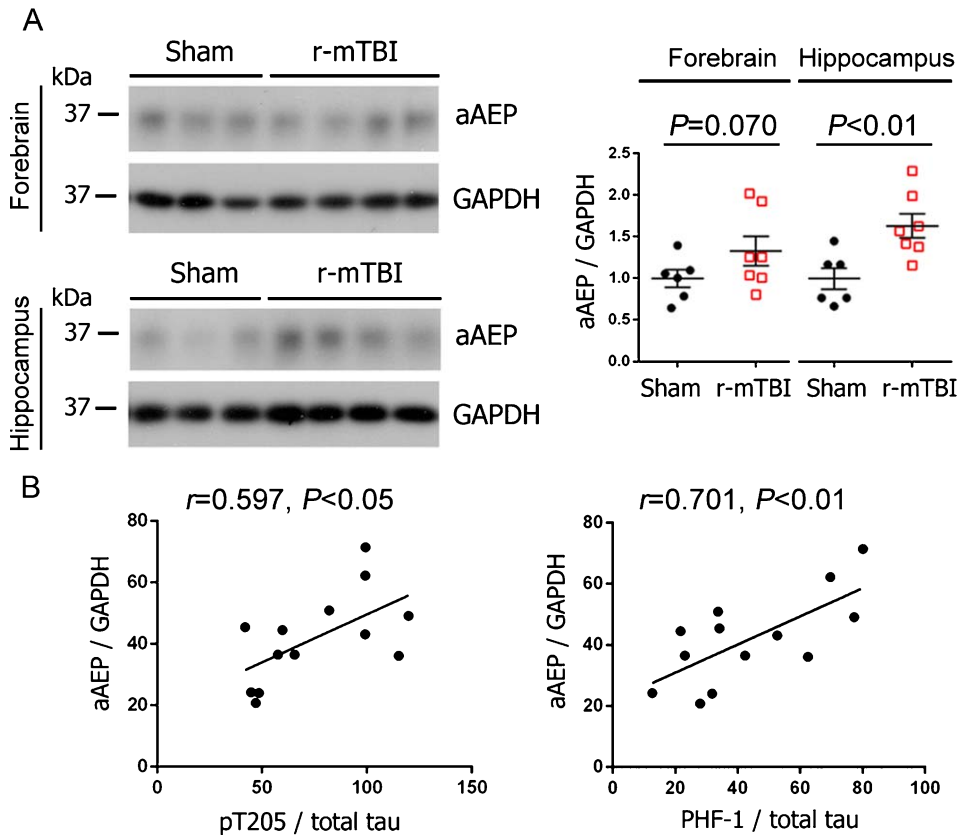 A
Sham r-mTBI
kDa
Forebrain
37 aAEP
37 GAPDH
Sham r-mTBI
kDa
Hippocampus
37 aAEP
37 GAPDH
Forebrain Hippocampus
P=0.070 P<0.01
aAEP / GAPDH
2.5
2.0
1.5
1.0
0.5
0.0
Sham r-mTBI Sham r-mTBI
B
r=0.597, P<0.05
aAEP / GAPDH
80
60
40
20
0
0 50 100 150
pT205 / total tau
r=0.701, P<0.01
aAEP / GAPDH
80
60
40
20
0
0 20 40 60 80 100
PHF-1 / total tau